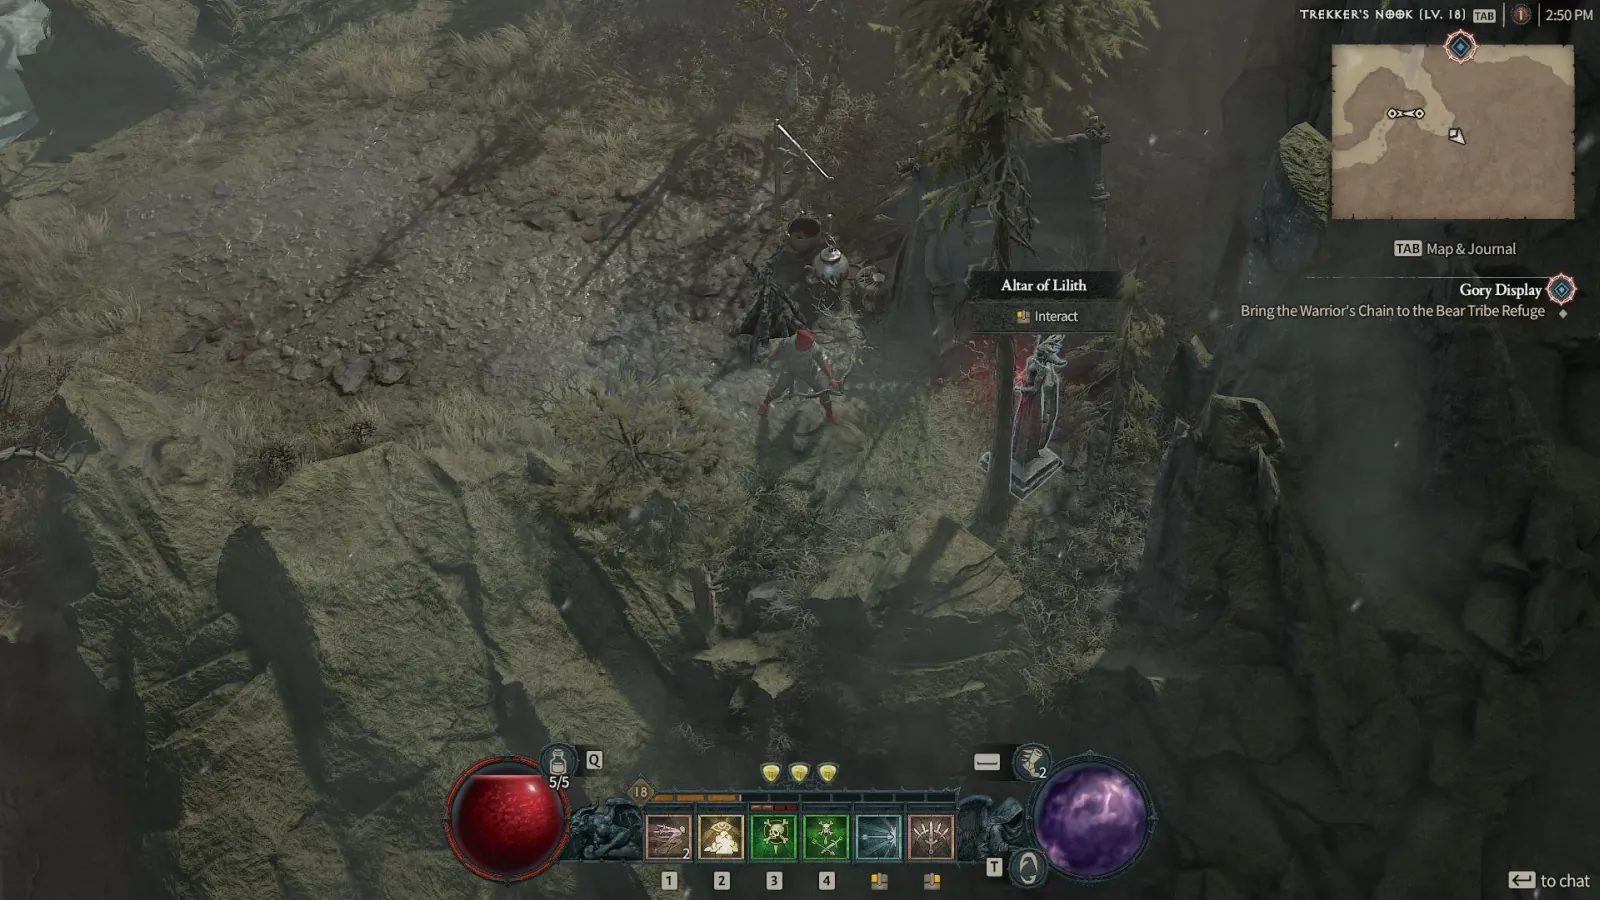 TREKKER'S NOOK (LV. 18) TAB 2:50 PM
TAB Map & Journal
Gory Display
Bring the Warrior's Chain to the Bear Tribe Refuge
Altar of Lilith
Interact
5/5
Q
2
18
2
T
1
2
3
4
to chat